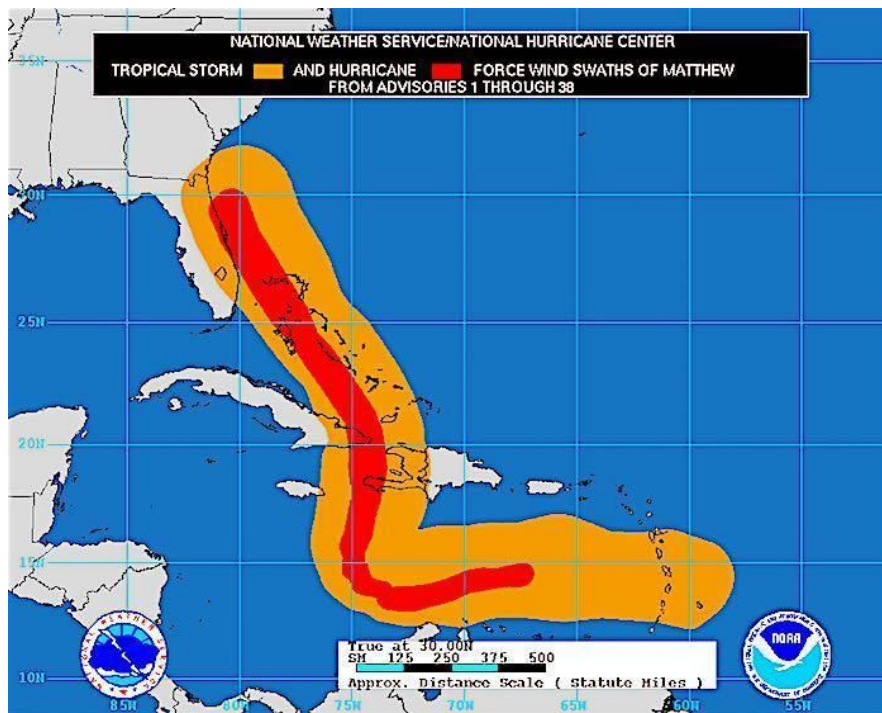 NATIONAL WEATHER SERVICE/NATIONAL HURRICANE CENTER
TROPICAL STORM AND HURRICANE FORCE WIND SWATHS OF MATTHEW
FROM ADVISORIES 1 THROUGH 38
35N
30N
25N
20N
15N
10N
True at 30.00N
SM 125 250 375 500
Approx. Distance Scale ( Statute Miles )
NOAA
85W 80W 75W 70W 65W 60W 55W